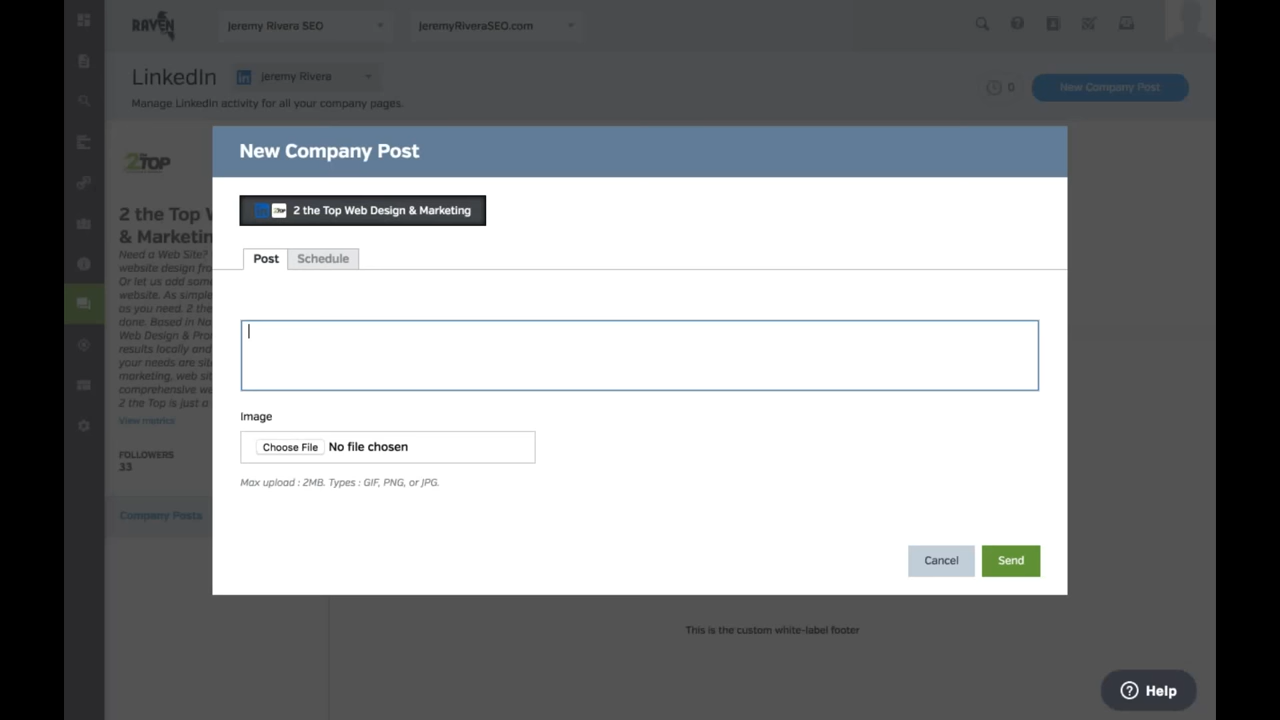 RAVEN
Jeremy Rivera SEO
JeremyRiveraSEO.com
LinkedIn
in
Jeremy Rivera
Manage LinkedIn activity for all your company pages.
0
New Company Post
2 TOP
2 the Top W
& Marketin
Need a Web Site?
website design fro
Or let us add some
website. As simple
as you need. 2 the
done. Based in Na
Web Design & Pro
results locally and
your needs are sit
marketing, web sit
comprehensive we
2 the Top is just a
View metrics
FOLLOWERS
33
Company Posts
New Company Post
2 the Top Web Design & Marketing
Post
Schedule
Image
Choose File No file chosen
Max upload : 2MB. Types : GIF, PNG, or JPG.
Cancel
Send
This is the custom white-label footer
? Help